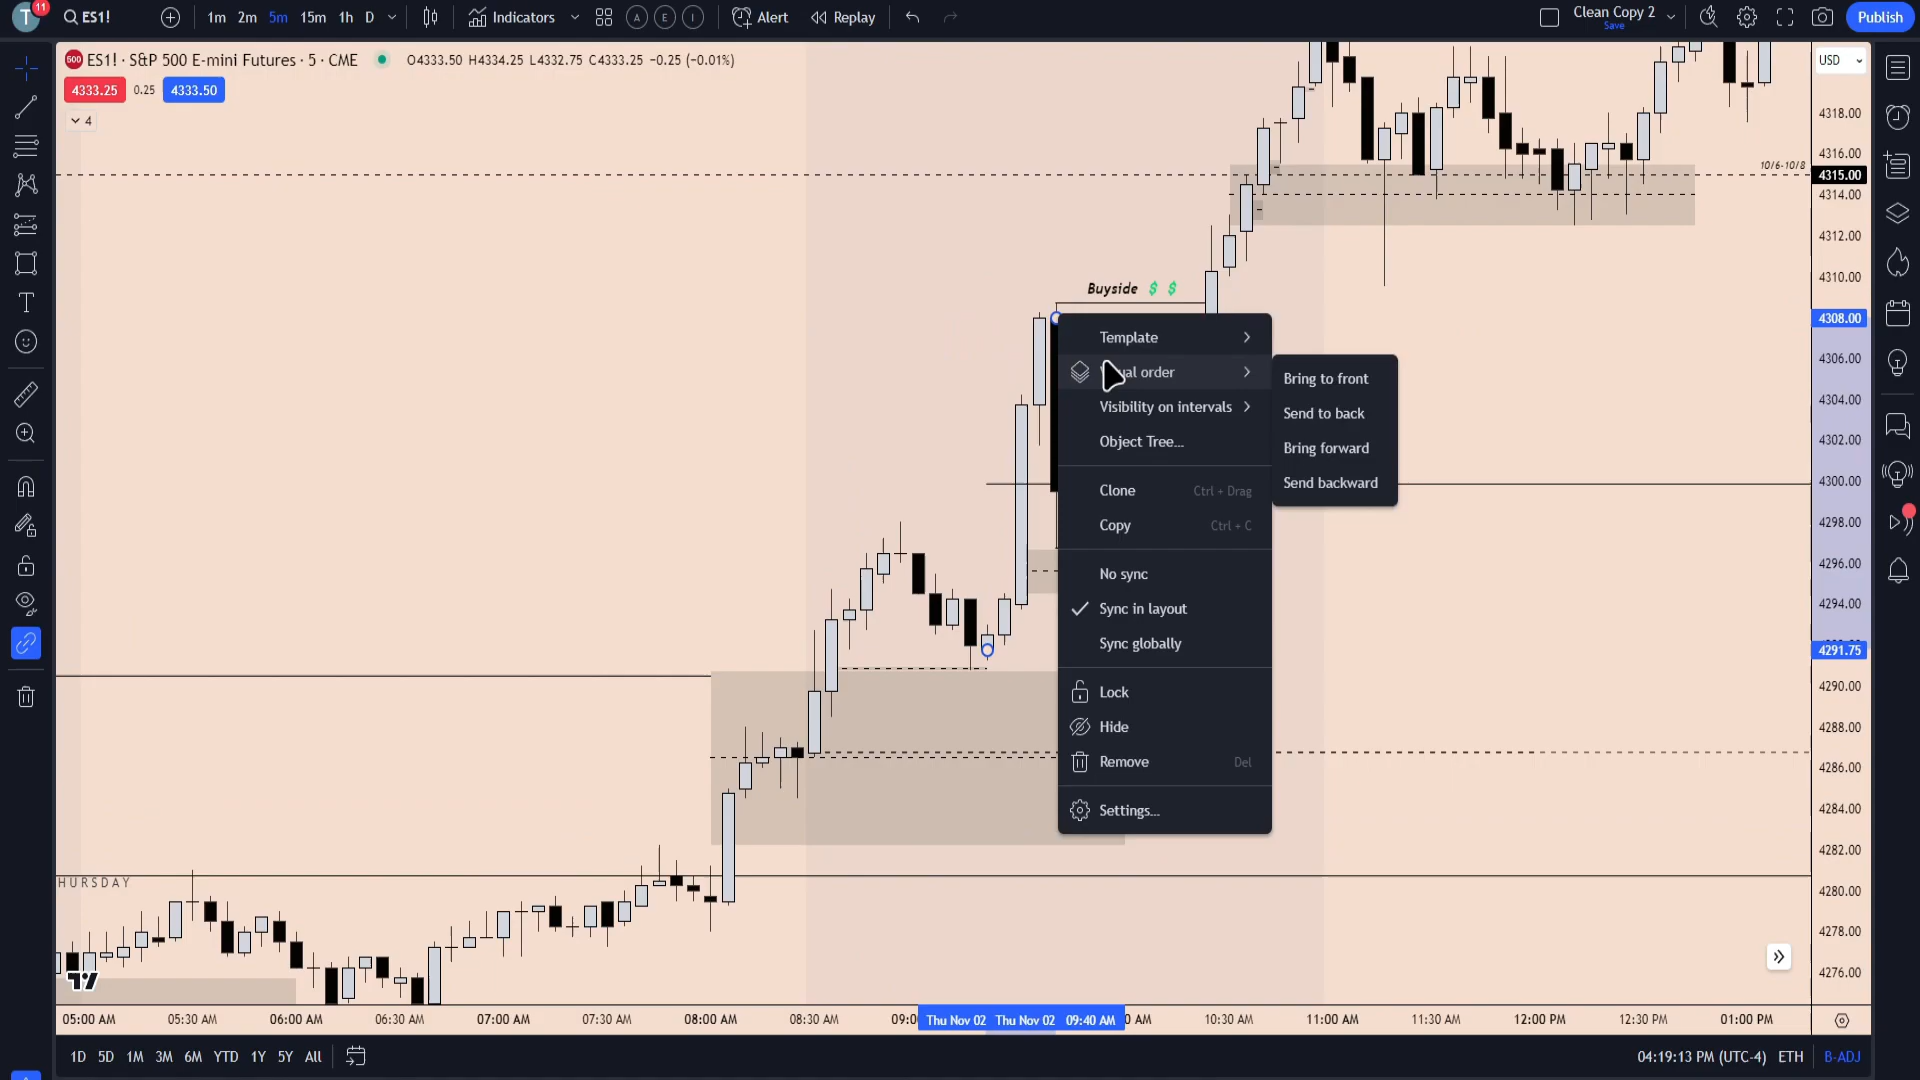 T 11 ES1! 1m 2m 5m 15m 1h D Indicators A E I Alert Replay Clean Copy 2 Save Publish
500 ES1! · S&P 500 E-mini Futures · 5 · CME O4333.50 H4334.25 L4332.75 C4333.25 −0.25 (−0.01%)
USD
4333.25 0.25 4333.50
4
4318.00
4316.00
10/6-10/8
4315.00
4314.00
4312.00
4310.00
Buyside $ $
4308.00
4306.00
4304.00
4302.00
4300.00
4298.00
4296.00
4294.00
4291.75
4290.00
4288.00
4286.00
4284.00
4282.00
4280.00
4278.00
4276.00
Template
ual order
Visibility on intervals
Object Tree...
Clone Ctrl + Drag
Copy Ctrl + C
No sync
Sync in layout
Sync globally
Lock
Hide
Remove Del
Settings...
Bring to front
Send to back
Bring forward
Send backward
HURSDAY
05:00 AM 05:30 AM 06:00 AM 06:30 AM 07:00 AM 07:30 AM 08:00 AM 08:30 AM 09:0 Thu Nov 02 Thu Nov 02 09:40 AM 0 AM 10:30 AM 11:00 AM 11:30 AM 12:00 PM 12:30 PM 01:00 PM
1D 5D 1M 3M 6M YTD 1Y 5Y All 04:19:13 PM (UTC-4) ETH B-ADJ